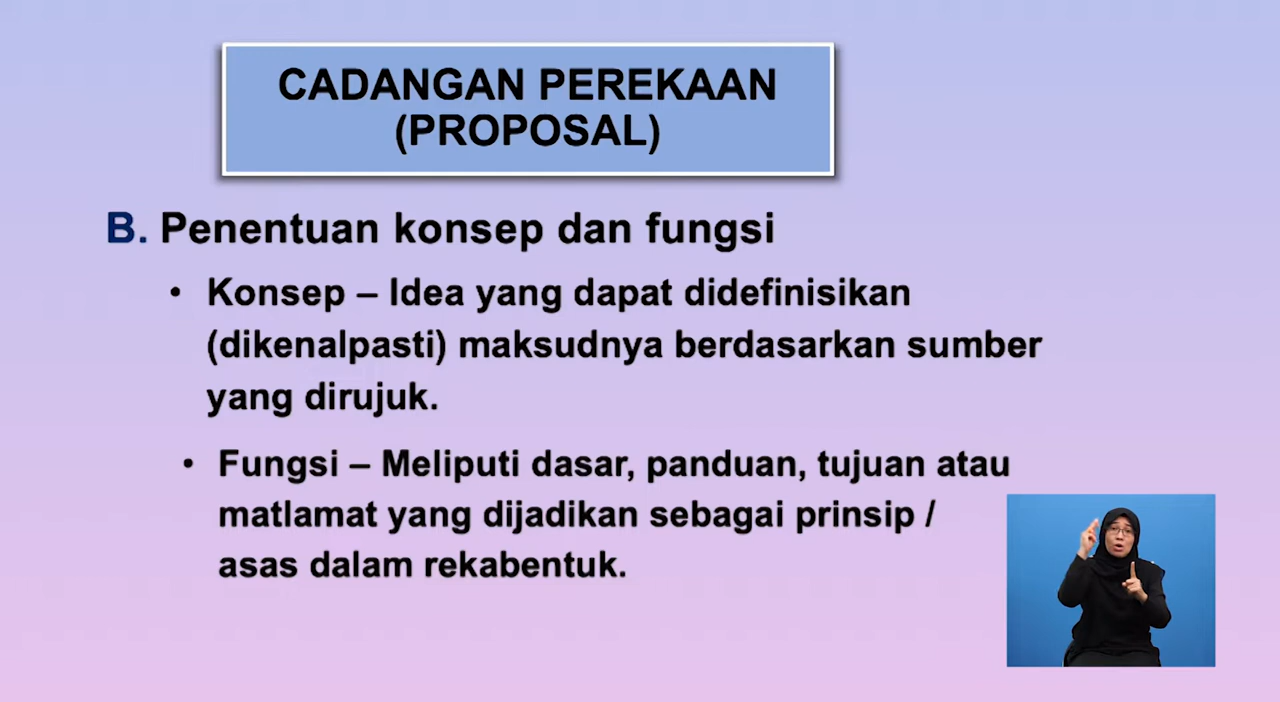 CADANGAN PEREKAAN
(PROPOSAL)
B. Penentuan konsep dan fungsi
• Konsep – Idea yang dapat didefinisikan
(dikenalpasti) maksudnya berdasarkan sumber
yang dirujuk.
• Fungsi – Meliputi dasar, panduan, tujuan atau
matlamat yang dijadikan sebagai prinsip /
asas dalam rekabentuk.